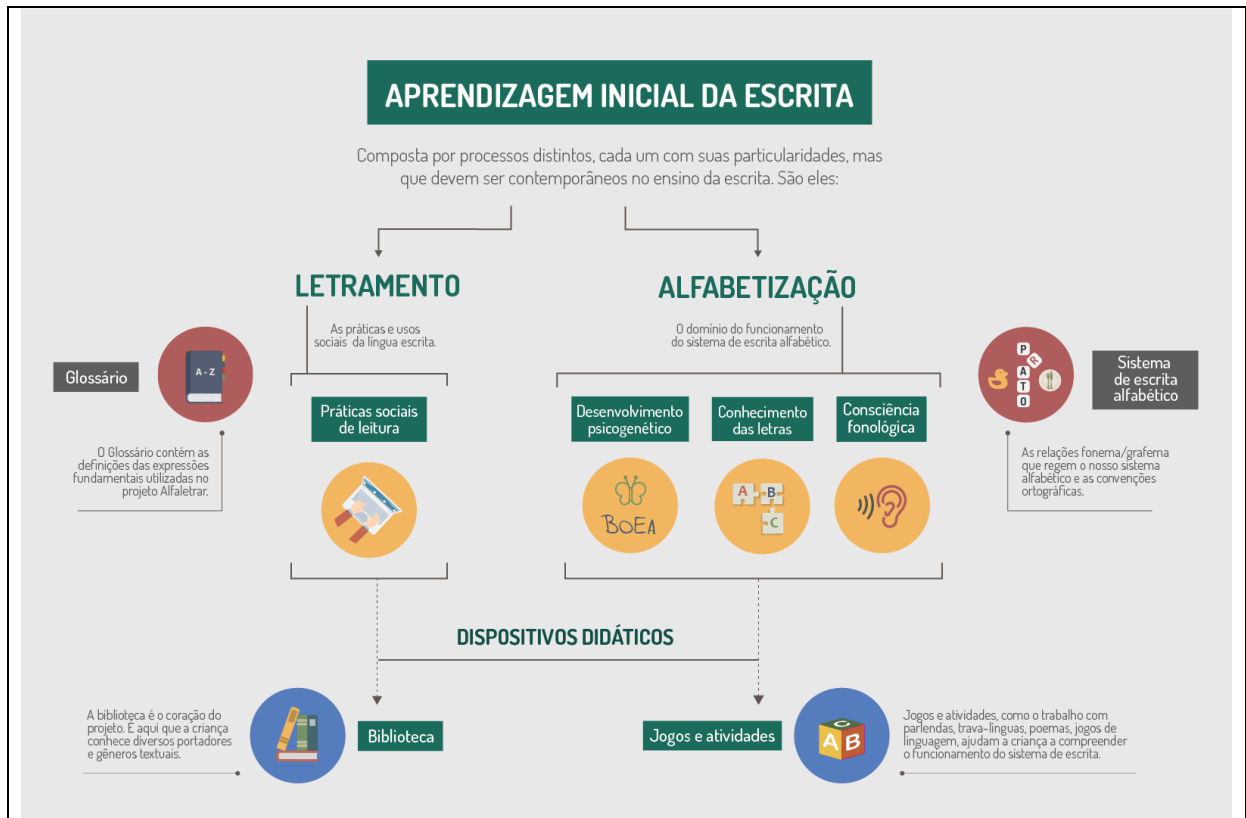 APRENDIZAGEM INICIAL DA ESCRITA
Composta por processos distintos, cada um com suas particularidades, mas
que devem ser contemporâneos no ensino da escrita. São eles:
LETRAMENTO
As práticas e usos
sociais da língua escrita.
ALFABETIZAÇÃO
O domínio do funcionamento
do sistema de escrita alfabético.
Glossário
A - Z
O Glossário contém as
definições das expressões
fundamentais utilizadas no
projeto Alfaletrar.
Práticas sociais
de leitura
Desenvolvimento
psicogenético
BOEA
Conhecimento
das letras
A B
C
Consciência
fonológica
P
R
A
T
O
Sistema
de escrita
alfabético
As relações fonema/grafema
que regem o nosso sistema
alfabético e as convenções
ortográficas.
DISPOSITIVOS DIDÁTICOS
A biblioteca é o coração do
projeto. É aqui que a criança
conhece diversos portadores
e gêneros textuais.
Biblioteca
Jogos e atividades
C
A B
Jogos e atividades, como o trabalho com
parlendas, trava-línguas, poemas, jogos de
linguagem, ajudam a criança a compreender
o funcionamento do sistema de escrita.